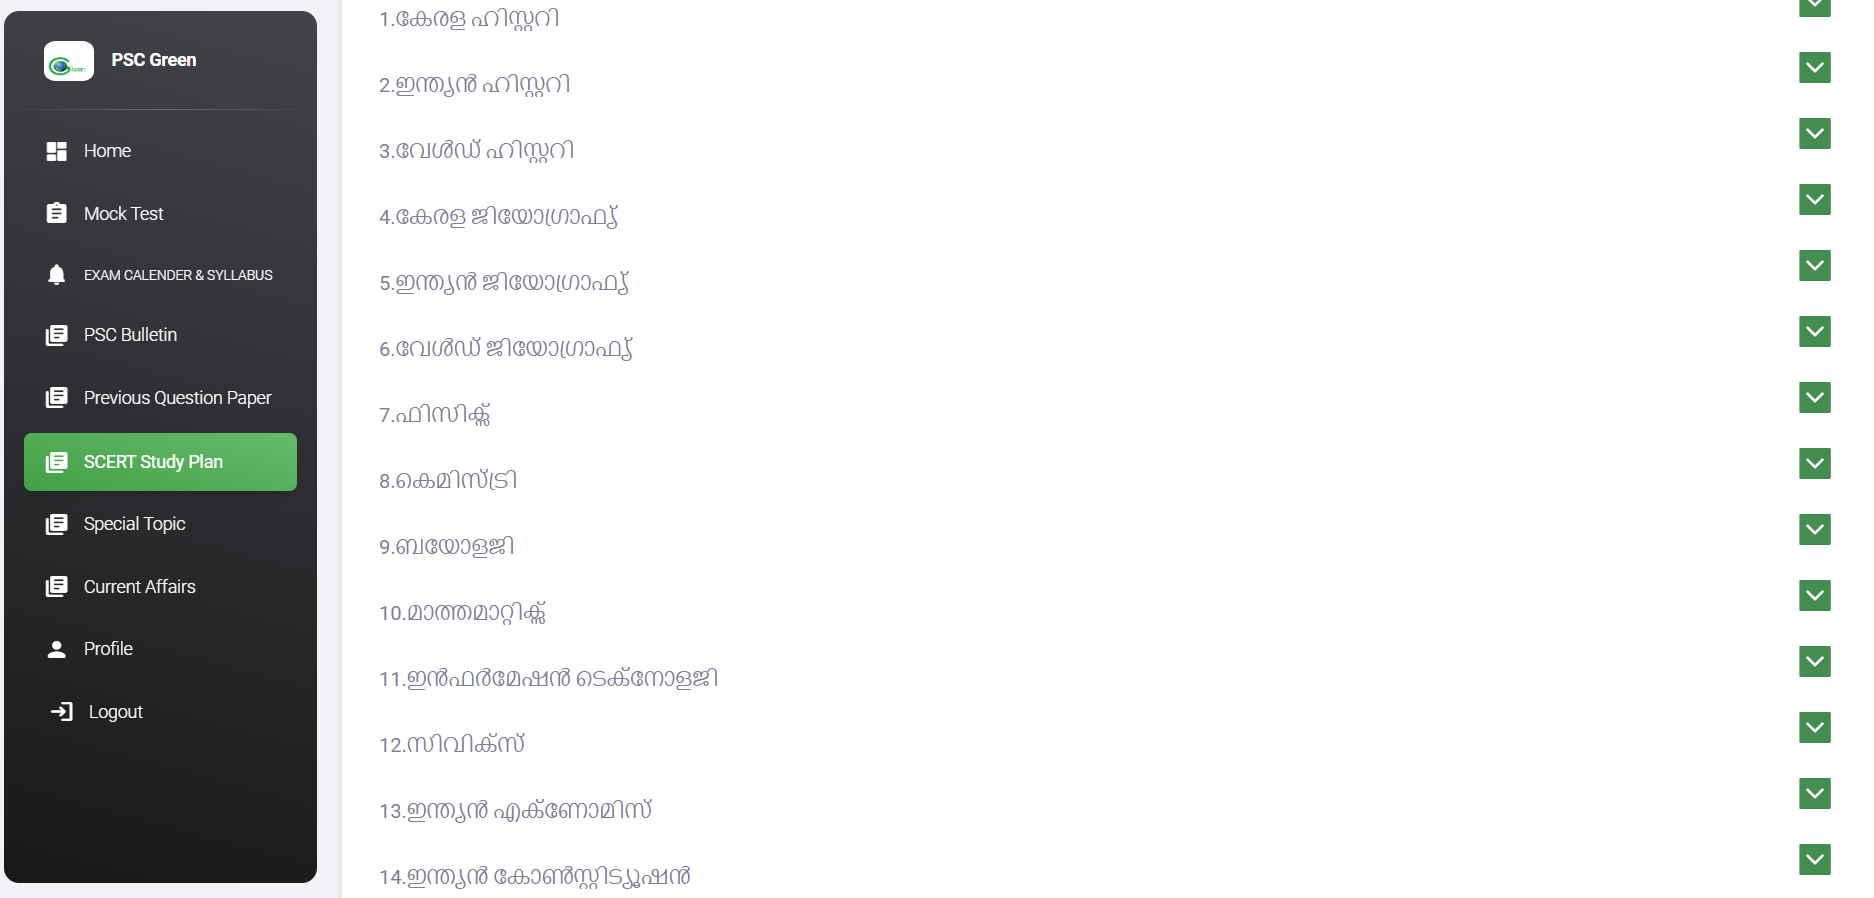 PSC Green
Home
Mock Test
EXAM CALENDER & SYLLABUS
PSC Bulletin
Previous Question Paper
SCERT Study Plan
Special Topic
Current Affairs
Profile
Logout
1.കേരള ഹിസ്റ്ററി
2.ഇന്ത്യൻ ഹിസ്റ്ററി
3.വേൾഡ് ഹിസ്റ്ററി
4.കേരള ജിയോഗ്രാഫ്യ്
5.ഇന്ത്യൻ ജിയോഗ്രാഫ്യ്
6.വേൾഡ് ജിയോഗ്രാഫ്യ്
7.ഫിസിക്സ്
8.കെമിസ്ട്രി
9.ബയോളജി
10.മാത്തമാറ്റിക്സ്
11.ഇൻഫർമേഷൻ ടെക്നോളജി
12.സിവിക്സ്
13.ഇന്ത്യൻ എക്ണോമിസ്
14.ഇന്ത്യൻ കോൺസ്റ്റിട്യൂഷൻ